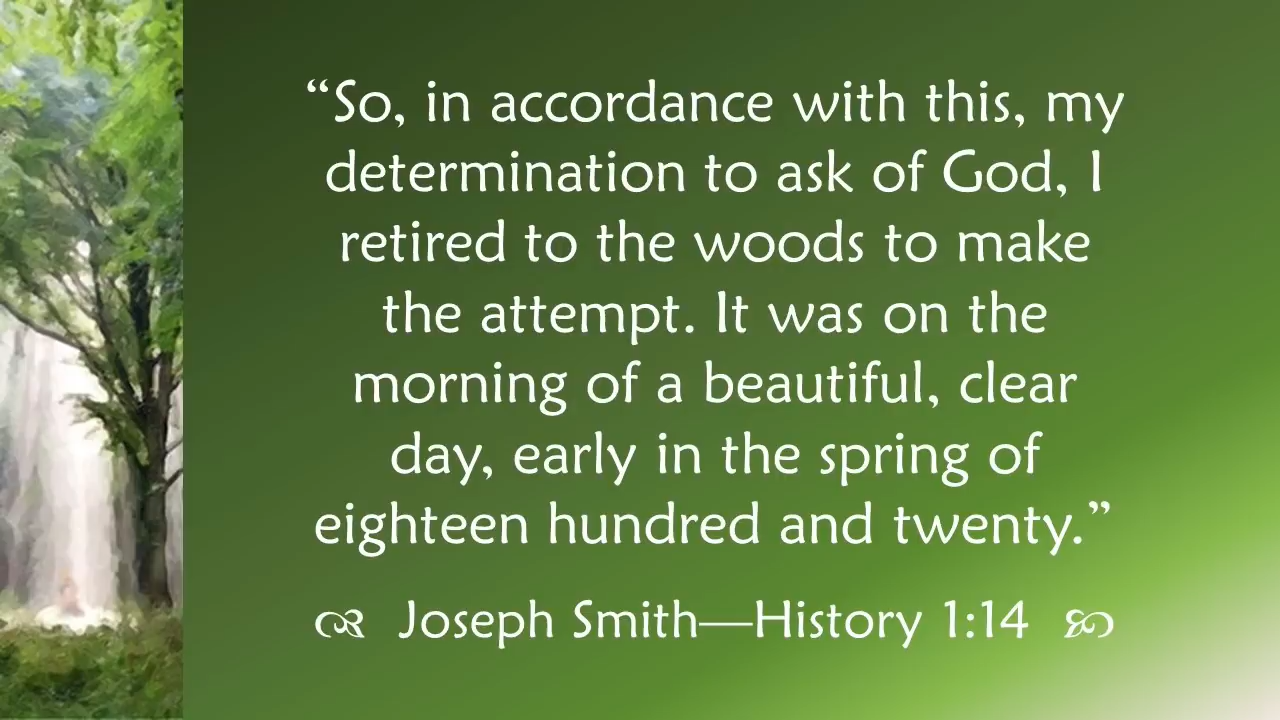 “So, in accordance with this, my
determination to ask of God, I
retired to the woods to make
the attempt. It was on the
morning of a beautiful, clear
day, early in the spring of
eighteen hundred and twenty.”
Joseph Smith—History 1:14